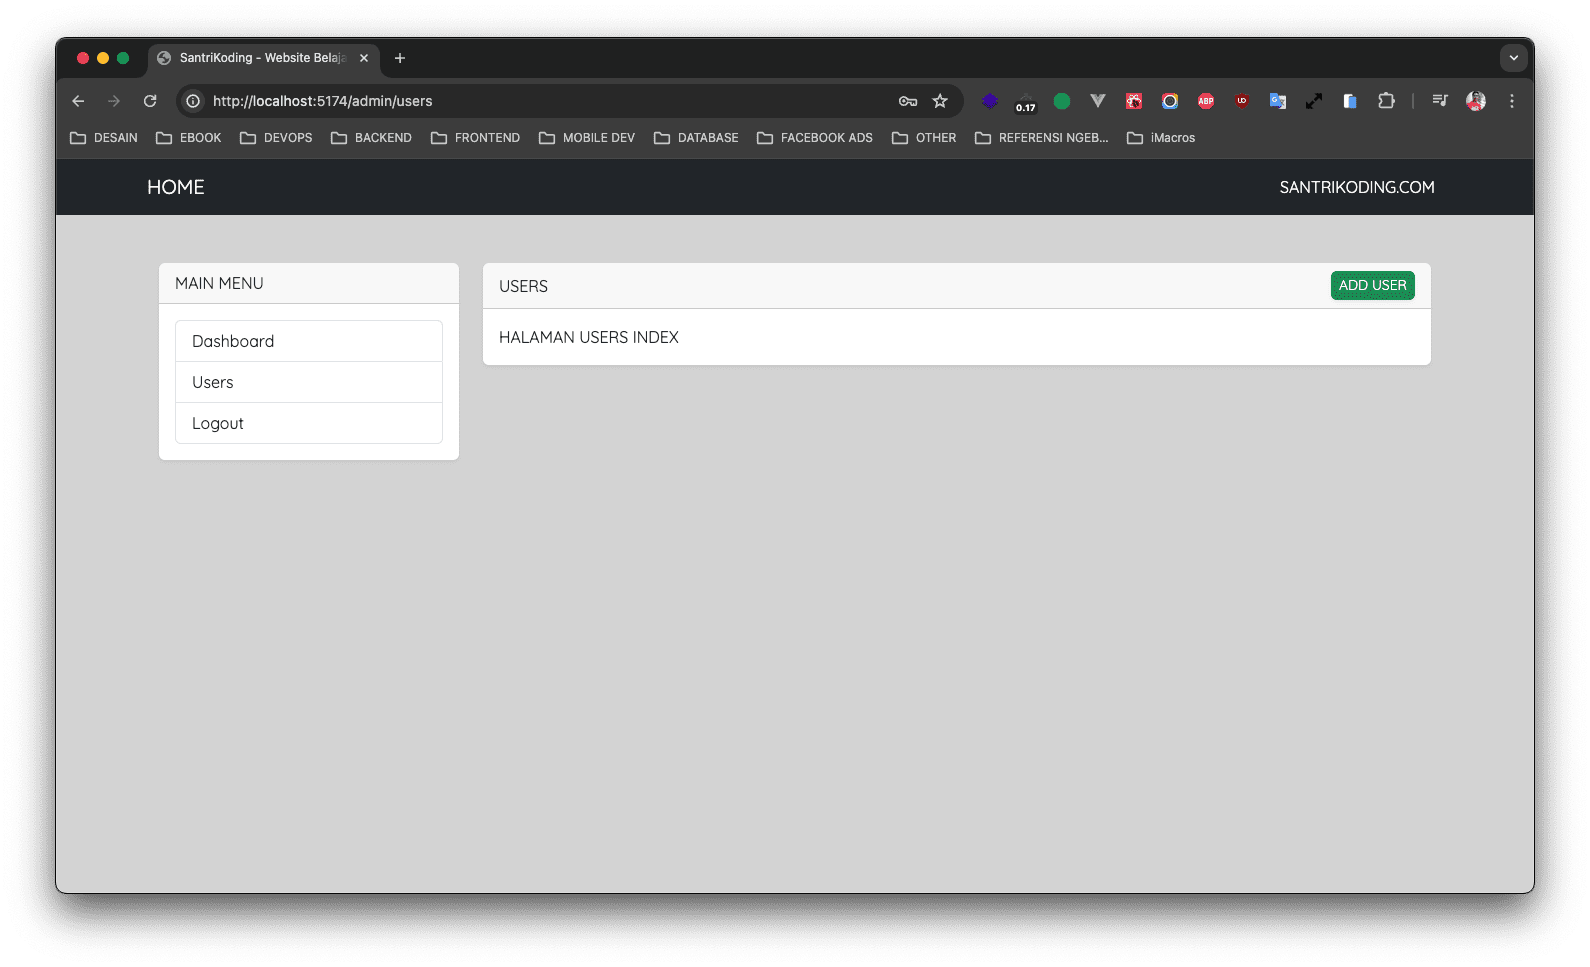 SantriKoding - Website Belaja
http://localhost:5174/admin/users
0.17
ABP
DESAIN EBOOK DEVOPS BACKEND FRONTEND MOBILE DEV DATABASE FACEBOOK ADS OTHER REFERENSI NGEB... iMacros
HOME SANTRIKODING.COM
MAIN MENU
Dashboard
Users
Logout
USERS ADD USER
HALAMAN USERS INDEX